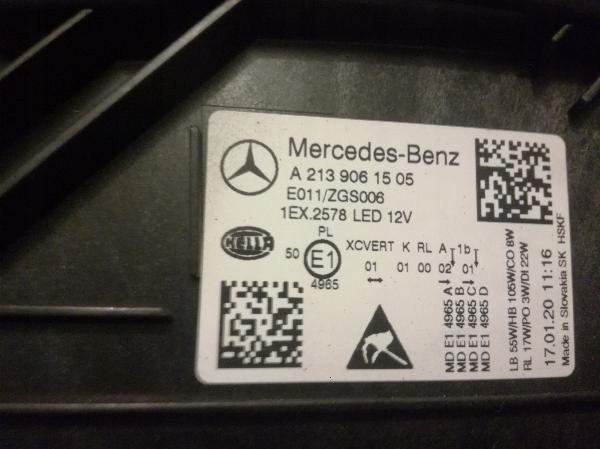 Mercedes-Benz
A 213 906 15 05
E011/ZGS006
1EX.2578 LED 12V
HELLA
PL
50
E1
4965
XCVERT K RL A 1b
01 01 00 02 01
MD E1 4965 A
MD E1 4965 B
MD E1 4965 C
MD E1 4965 D
LB 55W/HB 105W/CO 8W
RL 17W/PO 3W/DI 22W
17.01.20 11:16
Made in Slovakia SK HSKF